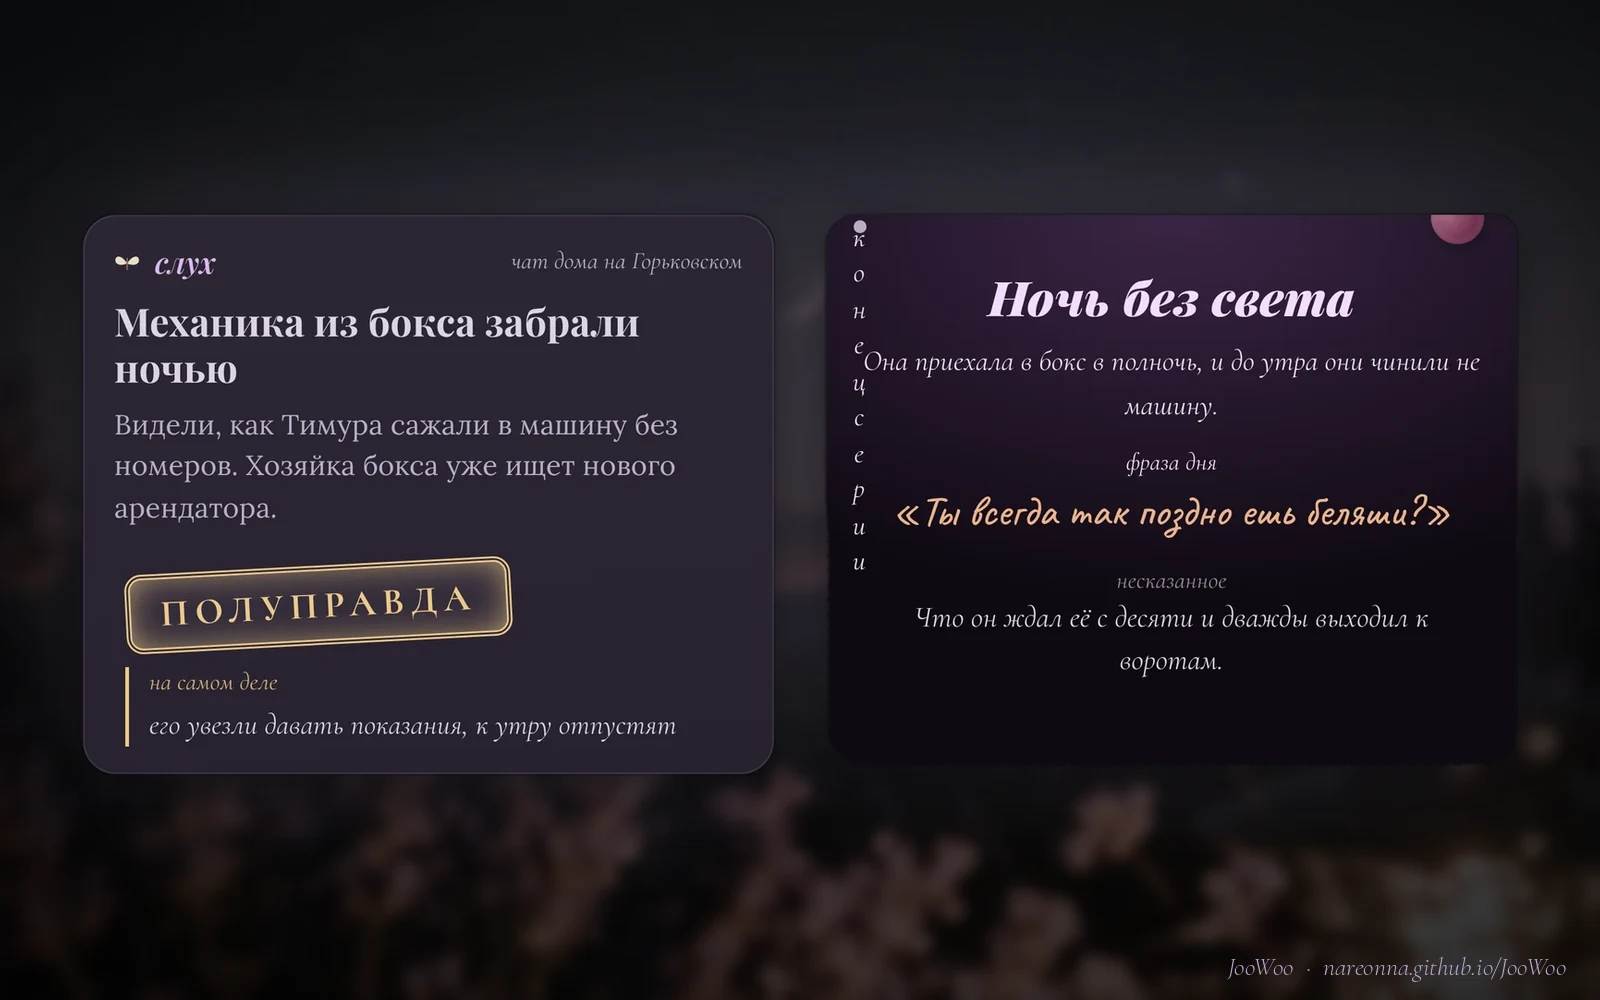 слух
чат дома на Горьковском
Механика из бокса забрали
ночью
Видели, как Тимура сажали в машину без
номеров. Хозяйка бокса уже ищет нового
арендатора.
ПОЛУПРАВДА
на самом деле
его увезли давать показания, к утру отпустят
конец серии
Ночь без света
Она приехала в бокс в полночь, и до утра они чинили не
машину.
фраза дня
«Ты всегда так поздно ешь беляши?»
несказанное
Что он ждал её с десяти и дважды выходил к
воротам.
JooWoo · nareonna.github.io/JooWoo